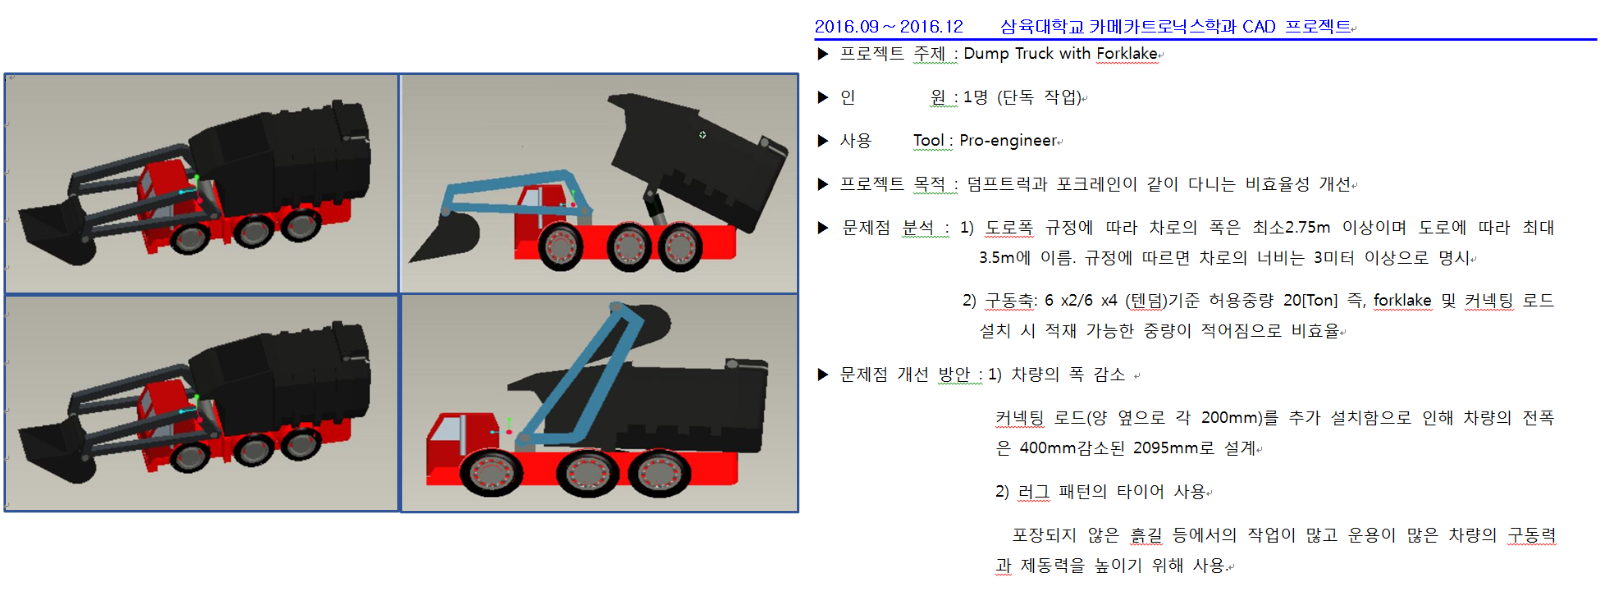 2016.09 ~ 2016.12 삼육대학교 카메카트로닉스학과 CAD 프로젝트
▶ 프로젝트 주제 : Dump Truck with Forklake
▶ 인 원 : 1명 (단독 작업)
▶ 사용 Tool : Pro-engineer
▶ 프로젝트 목적 : 덤프트럭과 포크레인이 같이 다니는 비효율성 개선
▶ 문제점 분석 : 1) 도로폭 규정에 따라 차로의 폭은 최소2.75m 이상이며 도로에 따라 최대
3.5m에 이름. 규정에 따르면 차로의 너비는 3미터 이상으로 명시
2) 구동축: 6 x2/6 x4 (텐덤)기준 허용중량 20[Ton] 즉, forklake 및 커넥팅 로드
설치 시 적재 가능한 중량이 적어짐으로 비효율
▶ 문제점 개선 방안 : 1) 차량의 폭 감소
커넥팅 로드(양 옆으로 각 200mm)를 추가 설치함으로 인해 차량의 전폭
은 400mm감소된 2095mm로 설계
2) 러그 패턴의 타이어 사용
포장되지 않은 흙길 등에서의 작업이 많고 운용이 많은 차량의 구동력
과 제동력을 높이기 위해 사용.